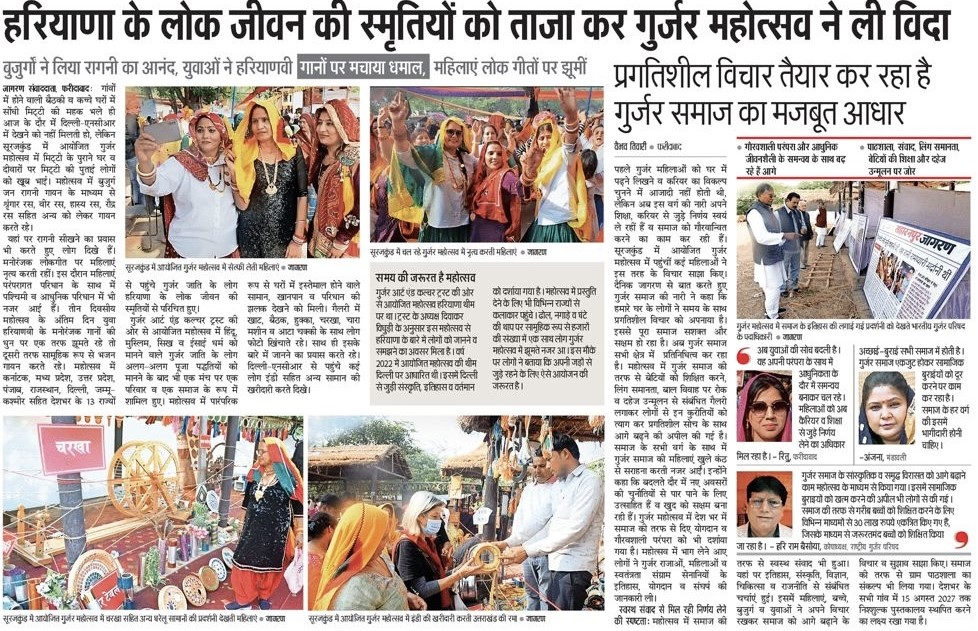 हरियाणा के लोक जीवन की स्मृतियों को ताजा कर गुर्जर महोत्सव ने ली विदा
बुजुर्गों ने लिया रागनी का आनंद, युवाओं ने हरियाणवी गानों पर मचाया धमाल, महिलाएं लोक गीतों पर झूमीं
जागरण संवाददाता, फरीदाबाद: गांवों
में होने वाली बैठकों व कच्चे घरों में
सोंधी मिट्टी की महक भले ही
आज के दौर में दिल्ली-एनसीआर
में देखने को नहीं मिलती हो, लेकिन
सूरजकुंड में आयोजित गुर्जर
महोत्सव में मिट्टी के पुराने घर व
दीवारों पर मिट्टी की पुताई लोगों
को खूब भाई। महोत्सव में बुजुर्ग
जन रागनी गायन के माध्यम से
श्रृंगार रस, वीर रस, हास्य रस, रौद्र
रस सहित अन्य को लेकर गायन
करते रहे।
यहां पर रागनी सीखने का प्रयास
भी करते हुए लोग दिखे हैं।
मनोरंजक लोकगीत पर महिलाएं
नृत्य करती रहीं। इस दौरान महिलाएं
परंपरागत परिधान के साथ में
पश्चिमी व आधुनिक परिधान में भी
नजर आई हैं। तीन दिवसीय
महोत्सव के अंतिम दिन युवा
हरियाणवी के मनोरंजक गानों की
धुन पर एक तरफ झूमते रहे तो
दूसरी तरफ सामूहिक रूप से भजन
गायन करते रहे। महोत्सव में
कर्नाटक, मध्य प्रदेश, उत्तर प्रदेश,
पंजाब, राजस्थान, दिल्ली, जम्मू-
कश्मीर सहित देशभर के 13 राज्यों
सूरजकुंड में आयोजित गुर्जर महोत्सव में सेल्फी लेती महिलाएं ● जागरण
से पहुंचे गुर्जर जाति के लोग
हरियाणा के लोक जीवन की
स्मृतियों से परिचित हुए।
गुर्जर आर्ट एंड कल्चर ट्रस्ट की
ओर से आयोजित महोत्सव में हिंदू,
मुस्लिम, सिख व ईसाई धर्म को
मानने वाले गुर्जर जाति के लोग
अलग-अलग पूजा पद्धतियों को
मानने के बाद भी एक मंच पर एक
परिवार व एक समाज के रूप में
शामिल हुए। महोत्सव में पारंपरिक
रूप से घरों में इस्तेमाल होने वाले
सामान, खानपान व परिधान की
झलक देखने को मिली। गैलरी में
खाट, बैठक, हुक्का, चरखा, चारा
मशीन व आटा चक्की के साथ लोग
फोटो खिंचाते रहे। साथ ही इसके
बारे में जानने का प्रयास करते रहे।
दिल्ली-एनसीआर से पहुंचे कई
लोग इंडी सहित अन्य सामान की
खरीदारी करते दिखे।
सूरजकुंड में चल रहे गुर्जर महोत्सव में नृत्य करती महिलाएं ● जागरण
समय की जरूरत है महोत्सव
गुर्जर आर्ट एंड कल्चर ट्रस्ट की ओर
से आयोजित महोत्सव हरियाणा थीम
पर था। ट्रस्ट के अध्यक्ष दिवाकर
बिधूड़ी के अनुसार इस महोत्सव से
हरियाणा के बारे में लोगों को जानने व
समझने का अवसर मिला है। वर्ष
2022 में आयोजित महोत्सव की थीम
दिल्ली पर आधारित थी। इसमें दिल्ली
से जुड़ी संस्कृति, इतिहास व वर्तमान
को दर्शाया गया है। महोत्सव में प्रस्तुति
देने के लिए भी विभिन्न राज्यों से
कलाकार पहुंचे। ढोल, नगाड़े व घंटे
की थाप पर सामूहिक रूप से हजारों
की संख्या में एक साथ लोग गुर्जर
महोत्सव में झूमते नजर आए। इस मौके
पर लोगों ने बताया कि अपनी जड़ों से
जुड़े रहने के लिए ऐसे आयोजन की
जरूरत है।
चरखा
सूरजकुंड में आयोजित गुर्जर महोत्सव में चरखा सहित अन्य घरेलू सामानों की प्रदर्शनी देखती महिलाएं ● जागरण
सूरजकुंड में आयोजित गुर्जर महोत्सव में इंडी की खरीदारी करती उत्तराखंड की रमा ● जागरण
प्रगतिशील विचार तैयार कर रहा है
गुर्जर समाज का मजबूत आधार
वैभव तिवारी ● फरीदाबाद
पहले गुर्जर महिलाओं को घर में
पढ़ने लिखने व करियर का विकल्प
चुनने में आजादी नहीं होती थी,
लेकिन अब इस वर्ग की नारी अपने
शिक्षा, करियर से जुड़े निर्णय स्वयं
ले रहीं हैं व समाज को गौरवान्वित
करने का काम कर रही हैं।
सूरजकुंड में आयोजित गुर्जर
महोत्सव में पहुंचीं कई महिलाओं ने
इस तरह के विचार साझा किए।
दैनिक जागरण से बात करते हुए
गुर्जर समाज की नारी ने कहा कि
हमारे घर के लोगों ने समय के साथ
प्रगतिशील विचार को अपनाया है।
इससे पूरा समाज सशक्त और
सक्षम हो रहा है। अब गुर्जर समाज
सभी क्षेत्र में प्रतिनिधित्व कर रहा
है। महोत्सव में गुर्जर समाज की
तरफ से बेटियों को शिक्षित करने,
लिंग समानता, बाल विवाह पर रोक
व दहेज उन्मूलन से संबंधित गैलरी
लगाकर लोगों से इन कुरीतियों को
त्याग कर प्रगतिशील सोच के साथ
आगे बढ़ने की अपील की गई है।
समाज के सभी वर्ग के साथ में
गुर्जर समाज की महिलाएं खुले कंठ
से सराहना करती नजर आईं। इन्होंने
कहा कि बदलते दौर में नए अवसरों
की चुनौतियों से पार पाने के लिए
उत्साहित हैं व खुद को सक्षम बना
रही हैं। गुर्जर महोत्सव में देश भर में
समाज की तरफ से दिए योगदान व
गौरवशाली परंपरा को भी दर्शाया
गया है। महोत्सव में भाग लेने आए
लोगों ने गुर्जर राजाओं, महिलाओं व
स्वतंत्रता संग्राम सेनानियों के
इतिहास, योगदान व संघर्ष की
जानकारी ली।
स्वस्थ संवाद से मिल रही निर्णय लेने
की स्पष्टता: महोत्सव में समाज की
● गौरवशाली परंपरा और आधुनिक
जीवनशैली के समन्वय के साथ बढ़
रहे हैं आगे
● पाठशाला, संवाद, लिंग समानता,
बेटियों की शिक्षा और दहेज
उन्मूलन पर जोर
गुर्जर महोत्सव में समाज के इतिहास की लगाई गई प्रदर्शनी को देखते भारतीय गुर्जर परिषद
के पदाधिकारी ● जागरण
अब युवाओं की सोच बदली है।
वह अपनी परंपरा के साथ में
आधुनिकता के
दौर में समन्वय
बनाकर चल रहे।
महिलाओं को अब
कैरियर व शिक्षा
से जुड़े निर्णय
लेने का अधिकार
मिल रहा है। - रितु, फरीदाबाद
अच्छाई-बुराई सभी समाज में होती है।
गुर्जर समाज एकजुट होकर सामाजिक
बुराइयों को दूर
करने पर काम
कर रहा है।
समाज के हर वर्ग
की इसमें
भागीदारी होनी
चाहिए।
-अंजना, मंडावली
गुर्जर समाज के सांस्कृतिक व समृद्ध विरासत को आगे बढ़ाने
काम महोत्सव के माध्यम से किया गया। इसमें सामाजिक
बुराइयों को खत्म करने की अपील भी लोगों से की गई।
समाज की तरफ से गरीब बच्चों को शिक्षित करने के लिए
विभिन्न माध्यमों से 30 लाख रुपये एकत्रित किए गए हैं,
जिसके माध्यम से जरूरतमंद बच्चों को शिक्षित किया
जा रहा है। - हरि राम बैसोया, कोषाध्यक्ष, राष्ट्रीय गुर्जर परिषद
तरफ से स्वस्थ संवाद भी हुआ।
यहां पर इतिहास, संस्कृति, विज्ञान,
चिकित्सा व राजनीति से संबंधित
चर्चाएं हुई। इसमें महिलाएं, बच्चे,
बुजुर्ग व युवाओं ने अपने विचार
रखकर समाज को आगे बढ़ाने के
विचार व सुझाव साझा किए। समाज
की तरफ से ग्राम पाठशाला का
संकल्प भी लिया गया। देशभर के
सभी गांव में 15 अगस्त 2027 तक
निशुल्क पुस्तकालय स्थापित करने
का लक्ष्य रखा गया है।